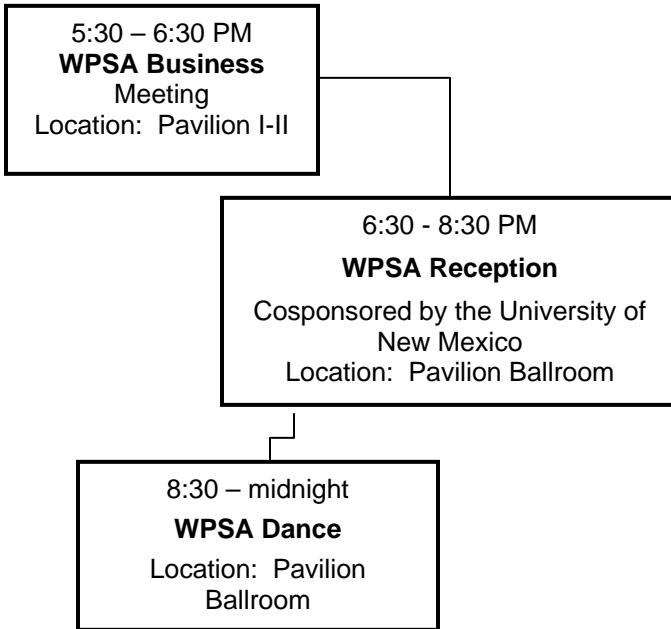 5:30 – 6:30 PM
WPSA Business
Meeting
Location:  Pavilion I-II
6:30 - 8:30 PM
WPSA Reception
Cosponsored by the University of
New Mexico
Location:  Pavilion Ballroom
8:30 – midnight
WPSA Dance
Location:  Pavilion
Ballroom